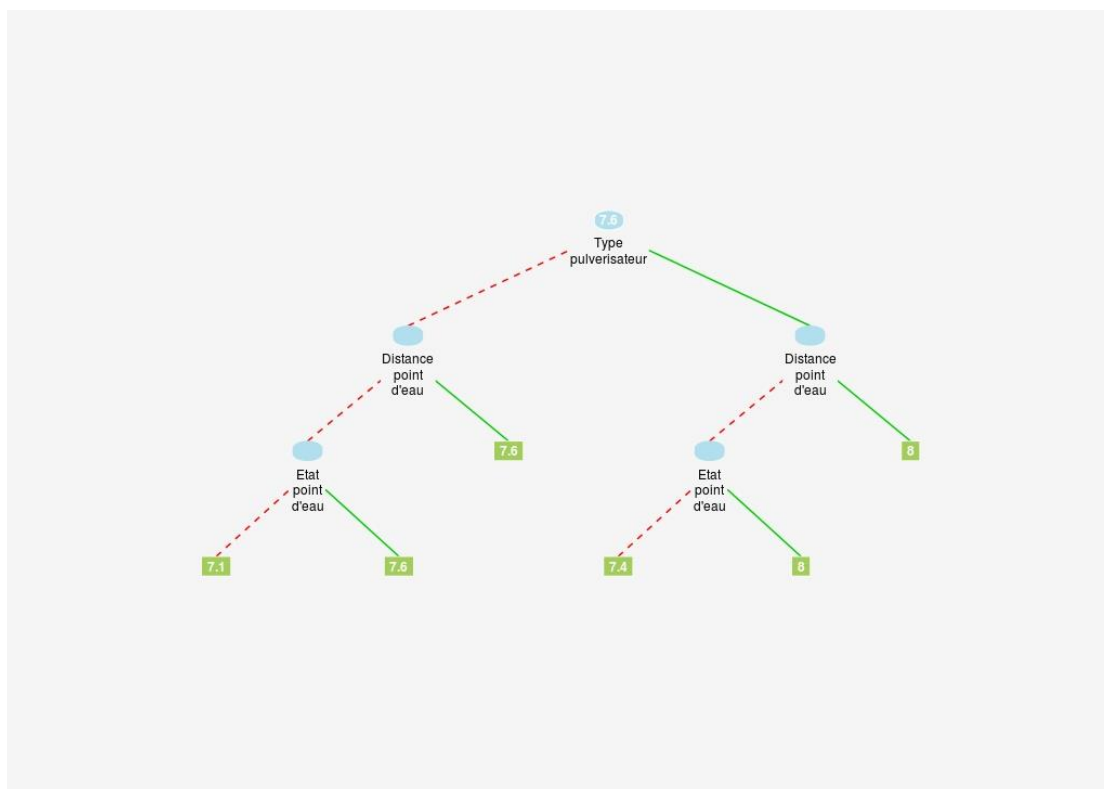 7.6
Type
pulverisateur
Distance
point
d'eau
Distance
point
d'eau
7.6
8
Etat
point
d'eau
Etat
point
d'eau
7.1
7.6
7.4
8